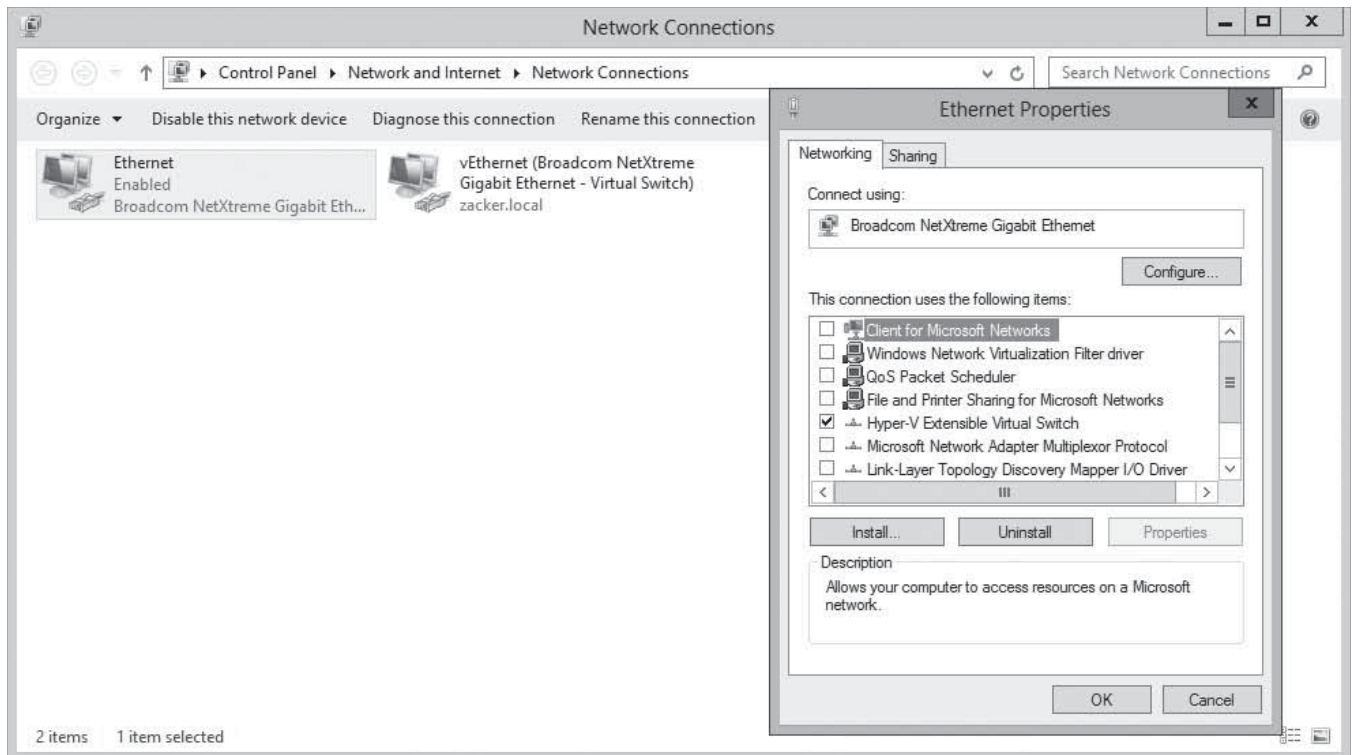 Network Connections
Control Panel Network and Internet Network Connections
Search Network Connections
Organize Disable this network device Diagnose this connection Rename this connection
Ethernet
Enabled
Broadcom NetXtreme Gigabit Eth...
vEthernet (Broadcom NetXtreme
Gigabit Ethernet - Virtual Switch)
zacker.local
Ethernet Properties
Networking Sharing
Connect using:
Broadcom NetXtreme Gigabit Ethernet
Configure...
This connection uses the following items:
Client for Microsoft Networks
Windows Network Virtualization Filter driver
QoS Packet Scheduler
File and Printer Sharing for Microsoft Networks
Hyper-V Extensible Virtual Switch
Microsoft Network Adapter Multiplexor Protocol
Link-Layer Topology Discovery Mapper I/O Driver
Install... Uninstall Properties
Description
Allows your computer to access resources on a Microsoft
network.
OK Cancel
2 items 1 item selected